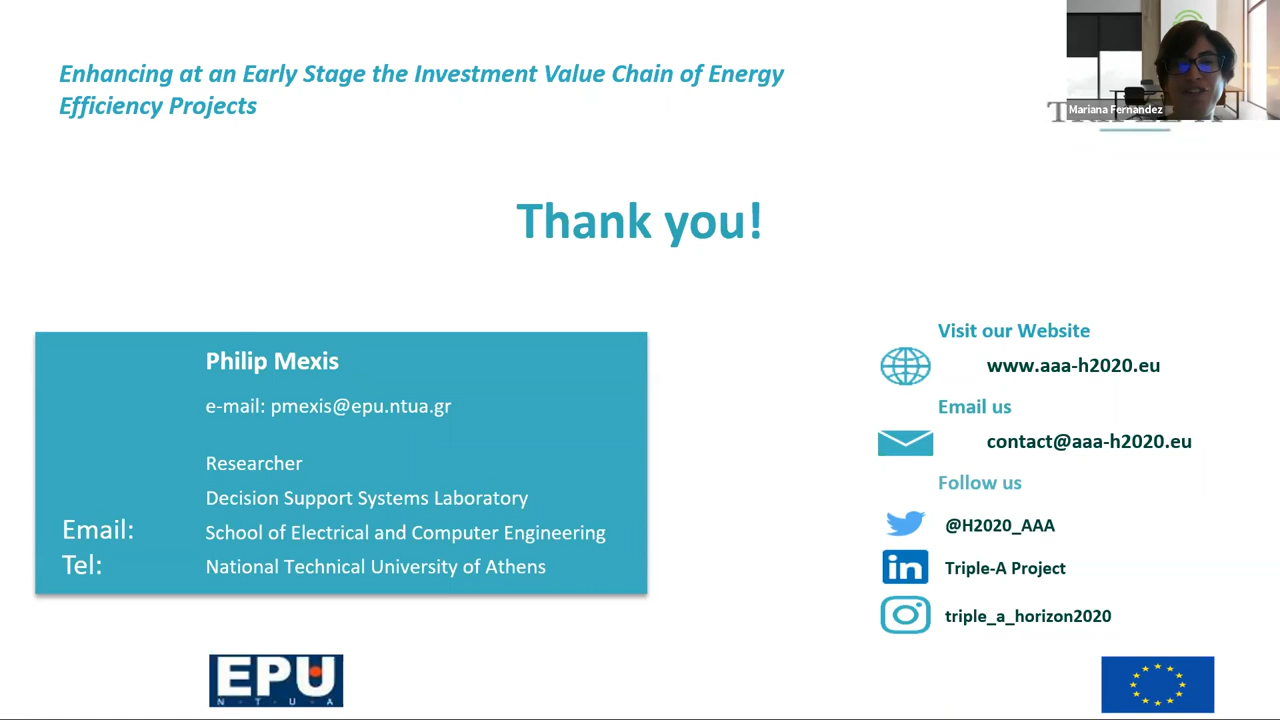 Enhancing at an Early Stage the Investment Value Chain of Energy
Efficiency Projects
Mariana Fernandez
Thank you!
Philip Mexis
e-mail: pmexis@epu.ntua.gr
Researcher
Decision Support Systems Laboratory
Email:
School of Electrical and Computer Engineering
Tel:
National Technical University of Athens
Visit our Website
www.aaa-h2020.eu
Email us
contact@aaa-h2020.eu
Follow us
@H2020_AAA
in
Triple-A Project
triple_a_horizon2020
EPU
N T U A